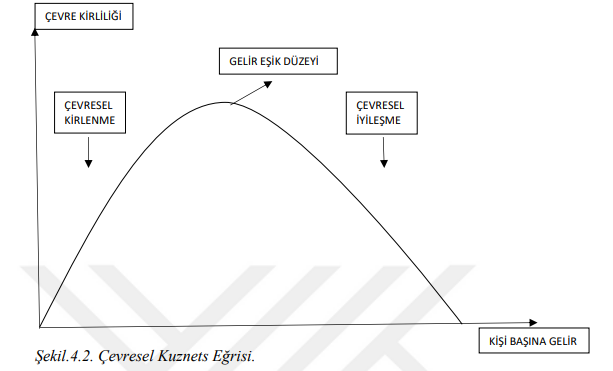 ÇEVRE KİRLİLİĞİ
GELİR EŞİK DÜZEYİ
ÇEVRESEL
KİRLENME
ÇEVRESEL
İYİLEŞME
KİŞİ BAŞINA GELİR
Şekil.4.2. Çevresel Kuznets Eğrisi.